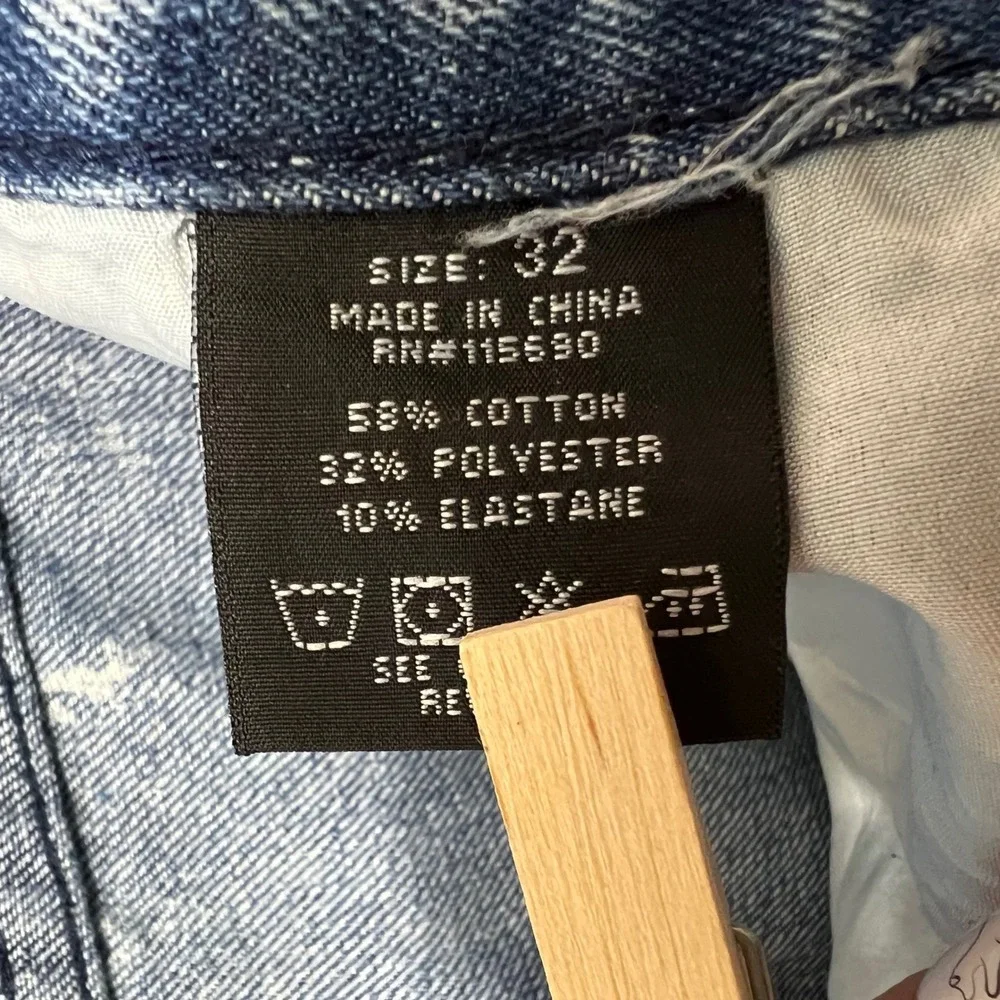 SIZE: 32
MADE IN CHINA
RN#115690
58% COTTON
32% POLYESTER
10% ELASTANE
SEE